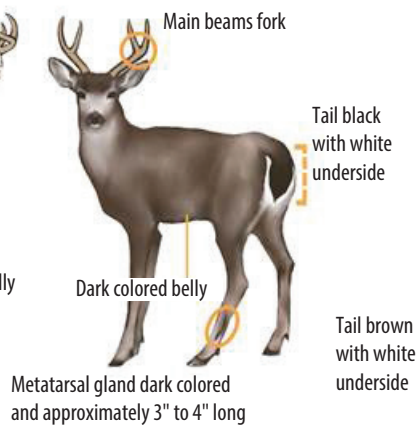 Main beams fork
Tail black
with white
underside
lly
Dark colored belly
Tail brown
with white
underside
Metatarsal gland dark colored
and approximately 3" to 4" long